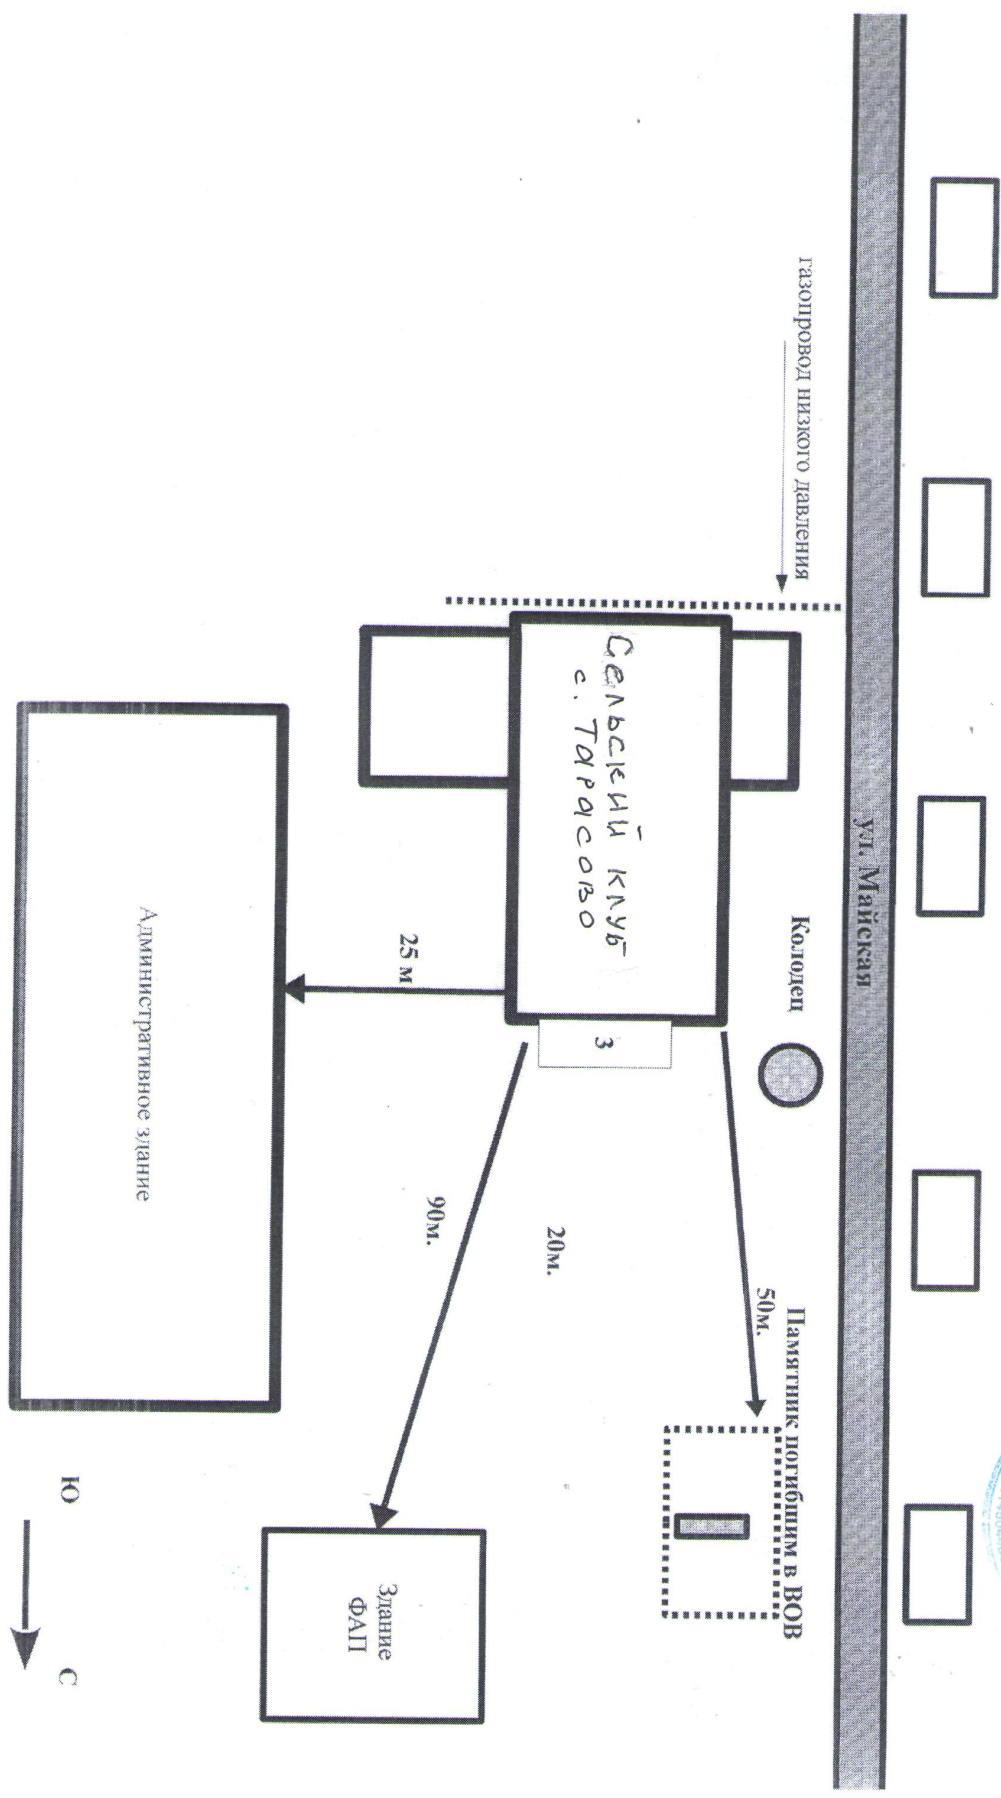 ул. Майская
газопровод низкого давления
Колодец
Памятник погибшим в ВОВ
50м.
Сельский клуб
с. Тарасово
3
20м.
90м.
25 м
Здание
ФАП
Административное здание
Ю
С